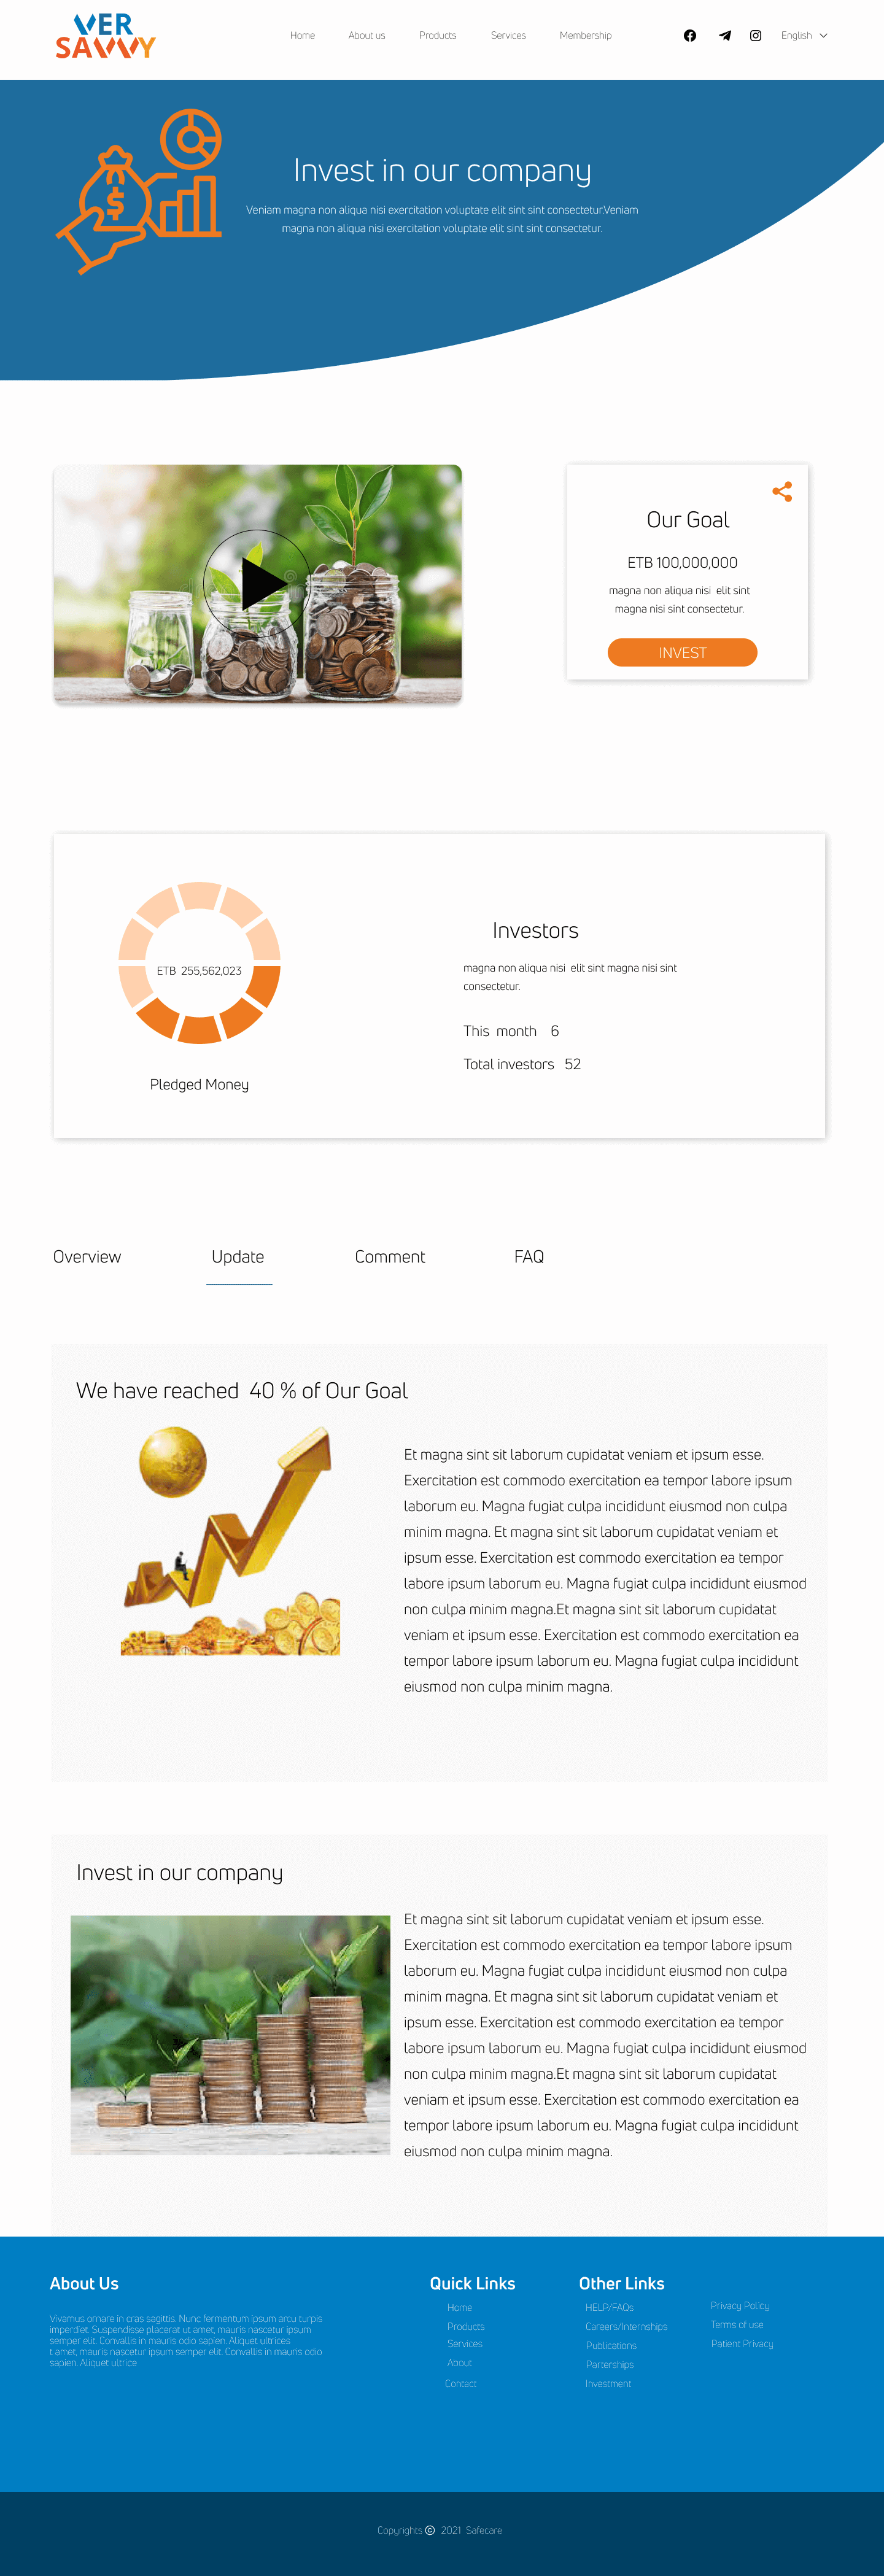 VER
SAVVY
Home About us Products Services Membership English
Invest in our company
Veniam magna non aliqua nisi exercitation voluptate elit sint sint consectetur.Veniam
magna non aliqua nisi exercitation voluptate elit sint sint consectetur.
$
Our Goal
ETB 100,000,000
magna non aliqua nisi elit sint
magna nisi sint consectetur.
INVEST
ETB 255,562,023
Pledged Money
Investors
magna non aliqua nisi elit sint magna nisi sint
consectetur.
This month 6
Total investors 52
Overview Update Comment FAQ
We have reached 40 % of Our Goal
Et magna sint sit laborum cupidatat veniam et ipsum esse.
Exercitation est commodo exercitation ea tempor labore ipsum
laborum eu. Magna fugiat culpa incididunt eiusmod non culpa
minim magna. Et magna sint sit laborum cupidatat veniam et
ipsum esse. Exercitation est commodo exercitation ea tempor
labore ipsum laborum eu. Magna fugiat culpa incididunt eiusmod
non culpa minim magna.Et magna sint sit laborum cupidatat
veniam et ipsum esse. Exercitation est commodo exercitation ea
tempor labore ipsum laborum eu. Magna fugiat culpa incididunt
eiusmod non culpa minim magna.
Invest in our company
Et magna sint sit laborum cupidatat veniam et ipsum esse.
Exercitation est commodo exercitation ea tempor labore ipsum
laborum eu. Magna fugiat culpa incididunt eiusmod non culpa
minim magna. Et magna sint sit laborum cupidatat veniam et
ipsum esse. Exercitation est commodo exercitation ea tempor
labore ipsum laborum eu. Magna fugiat culpa incididunt eiusmod
non culpa minim magna.Et magna sint sit laborum cupidatat
veniam et ipsum esse. Exercitation est commodo exercitation ea
tempor labore ipsum laborum eu. Magna fugiat culpa incididunt
eiusmod non culpa minim magna.
About Us
Vivamus ornare in cras sagittis. Nunc fermentum ipsum arcu turpis
imperdiet. Suspendisse placerat ut amet, mauris nascetur ipsum
semper elit. Convallis in mauris odio sapien. Aliquet ultrices
t amet, mauris nascetur ipsum semper elit. Convallis in mauris odio
sapien. Aliquet ultrice
Quick Links
Home
Products
Services
About
Contact
Other Links
HELP/FAQs
Careers/Internships
Publications
Parterships
Investment
Privacy Policy
Terms of use
Patient Privacy
Copyrights © 2021 Safecare